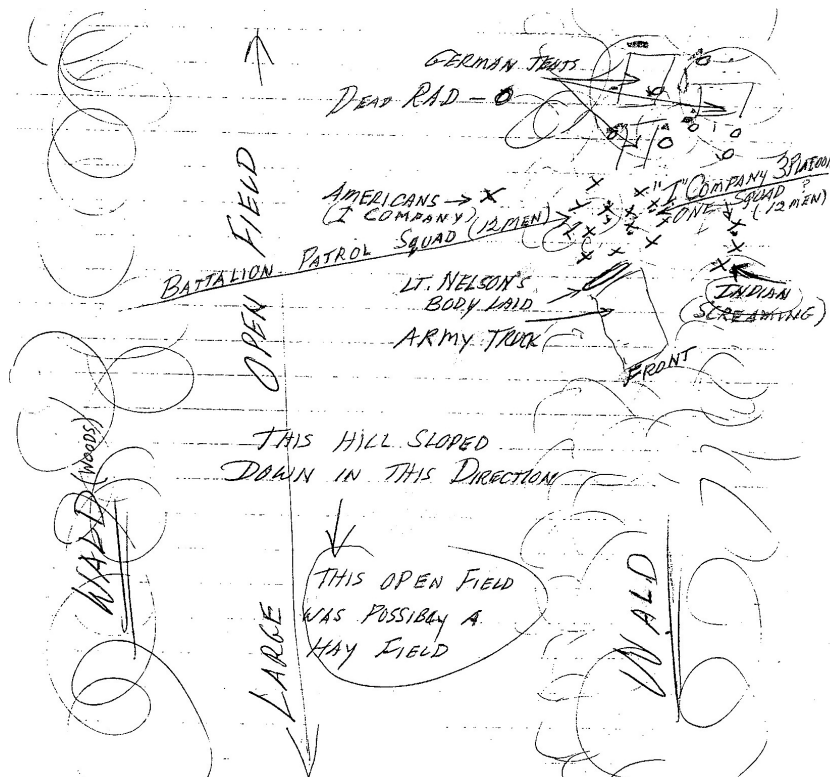 GERMAN TENTS
DEAD RAD - O
AMERICANS → X
(I COMPANY)
BATTALION PATROL SQUAD (12 MEN)
"I" COMPANY 3 PLATOON
ONE SQUAD ?
(12 MEN)
LT. NELSON'S
BODY LAID
ARMY TRUCK
FRONT
INDIAN
(SCREAMING)
LARGE OPEN FIELD
THIS HILL SLOPED
DOWN IN THIS DIRECTION
THIS OPEN FIELD
WAS POSSIBLY A
HAY FIELD
WALD (WOODS)
WALD